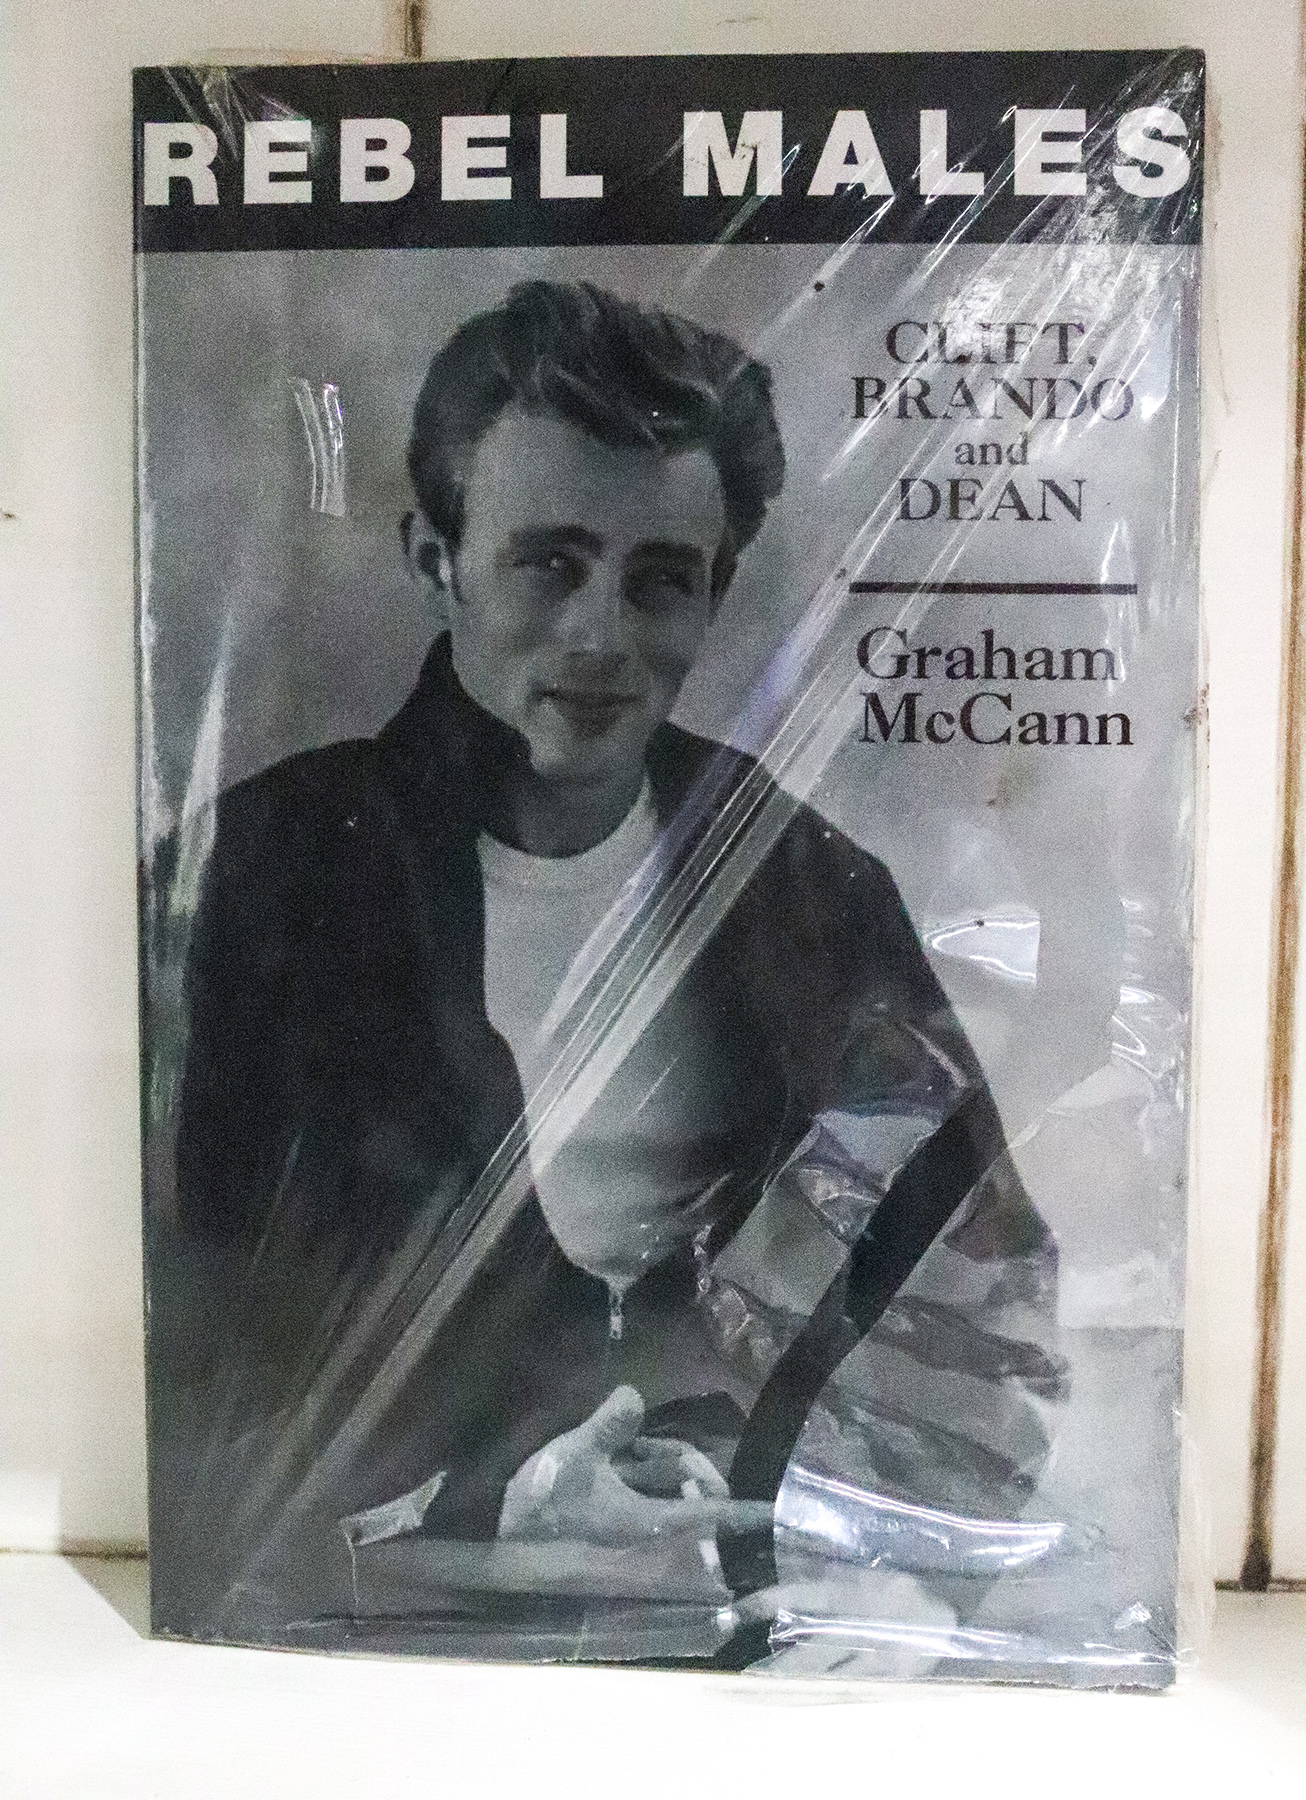 REBEL MALES
CLIFT,
BRANDO
and
DEAN
Graham
McCann